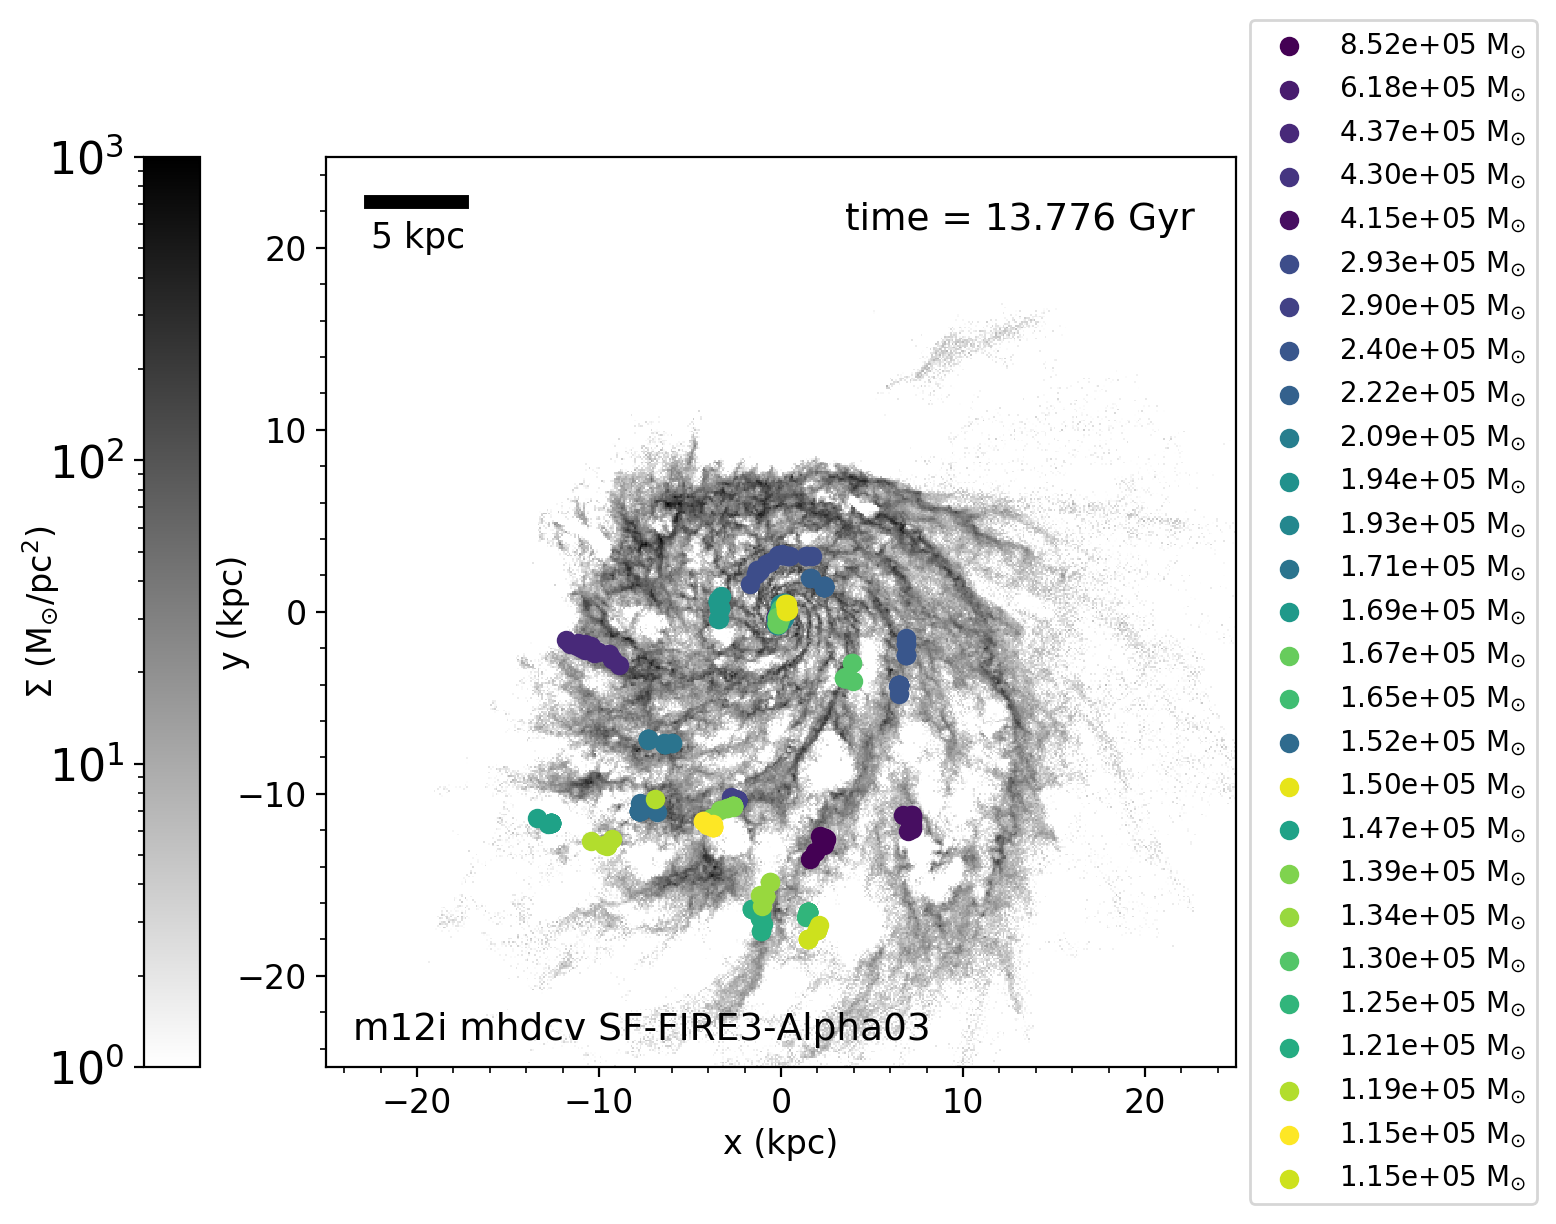 10³
10²
10¹
10⁰
Σ (M⊙/pc²)
y (kpc)
20
10
0
−10
−20
5 kpc
time = 13.776 Gyr
m12i mhdcv SF-FIRE3-Alpha03
−20
−10
0
10
20
x (kpc)
8.52e+05 M⊙
6.18e+05 M⊙
4.37e+05 M⊙
4.30e+05 M⊙
4.15e+05 M⊙
2.93e+05 M⊙
2.90e+05 M⊙
2.40e+05 M⊙
2.22e+05 M⊙
2.09e+05 M⊙
1.94e+05 M⊙
1.93e+05 M⊙
1.71e+05 M⊙
1.69e+05 M⊙
1.67e+05 M⊙
1.65e+05 M⊙
1.52e+05 M⊙
1.50e+05 M⊙
1.47e+05 M⊙
1.39e+05 M⊙
1.34e+05 M⊙
1.30e+05 M⊙
1.25e+05 M⊙
1.21e+05 M⊙
1.19e+05 M⊙
1.15e+05 M⊙
1.15e+05 M⊙